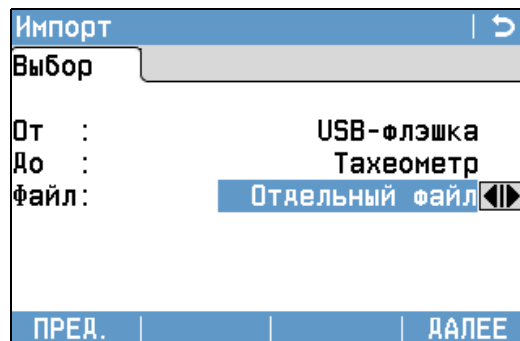 Импорт
Выбор
От : USB-флэшка
До : Тахеометр
Файл: Отдельный файл
ПРЕД. ДАЛЕЕ